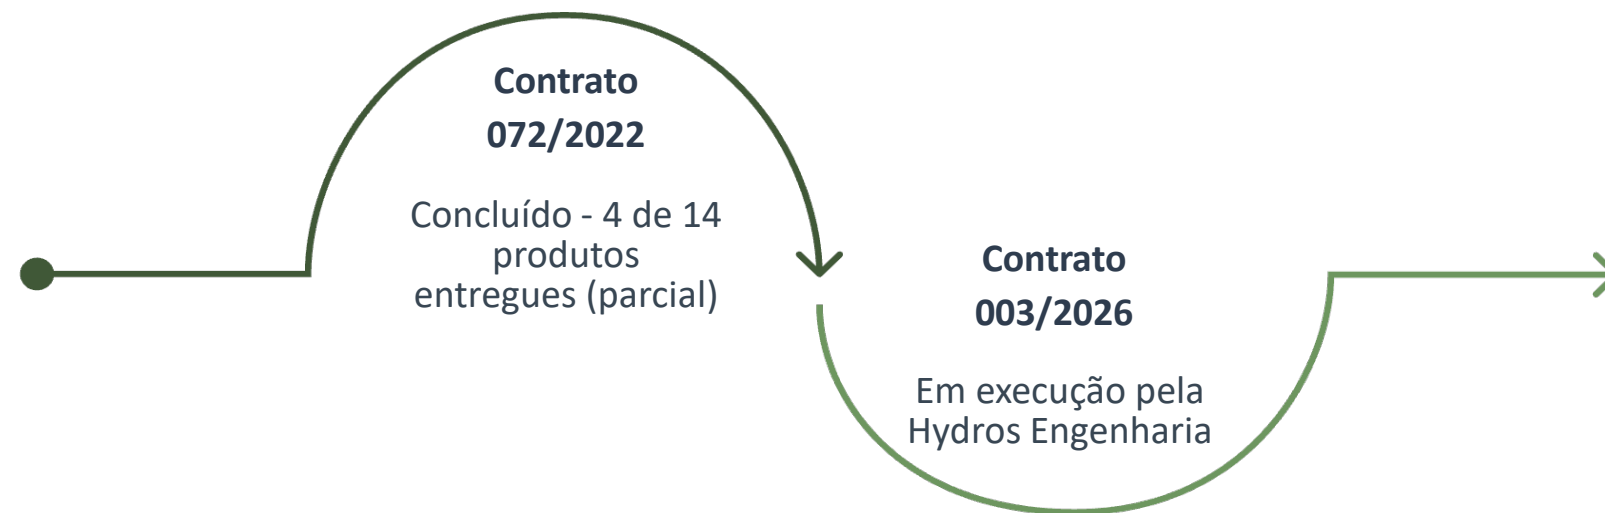 Contrato
072/2022
Concluído - 4 de 14
produtos
entregues (parcial)
Contrato
003/2026
Em execução pela
Hydros Engenharia